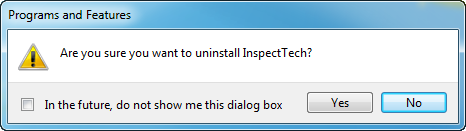 Programs and Features
Are you sure you want to uninstall InspectTech?
In the future, do not show me this dialog box
Yes
No